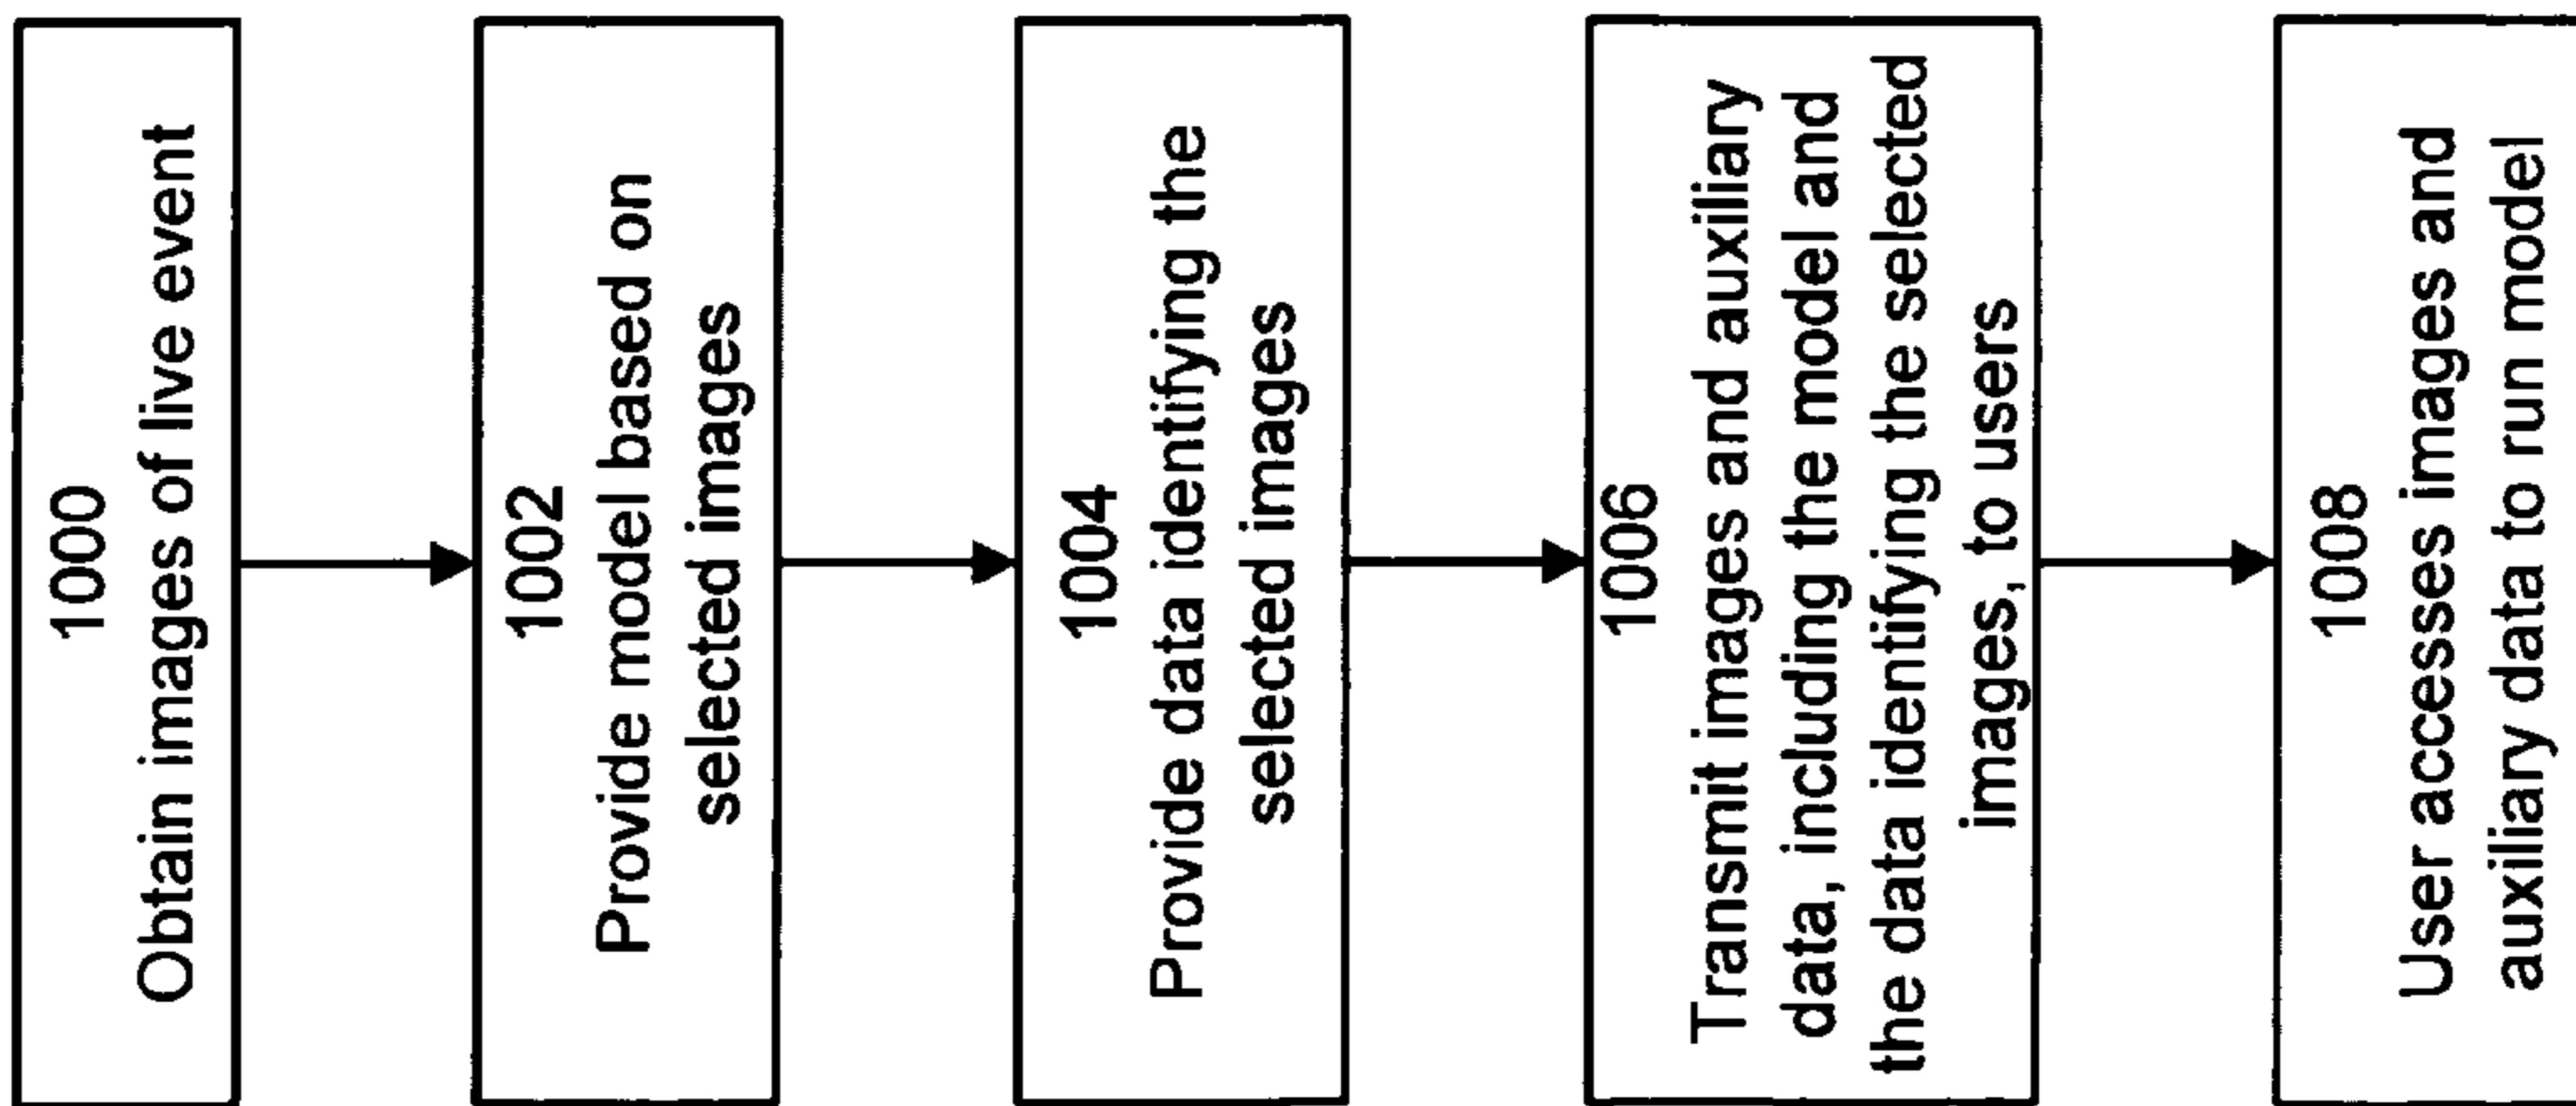 1000
Obtain images of live event
1002
Provide model based on
selected images
1004
Provide data identifying the
selected images
1006
Transmit images and auxiliary
data, including the model and
the data identifying the selected
images, to users
1008
User accesses images and
auxiliary data to run model